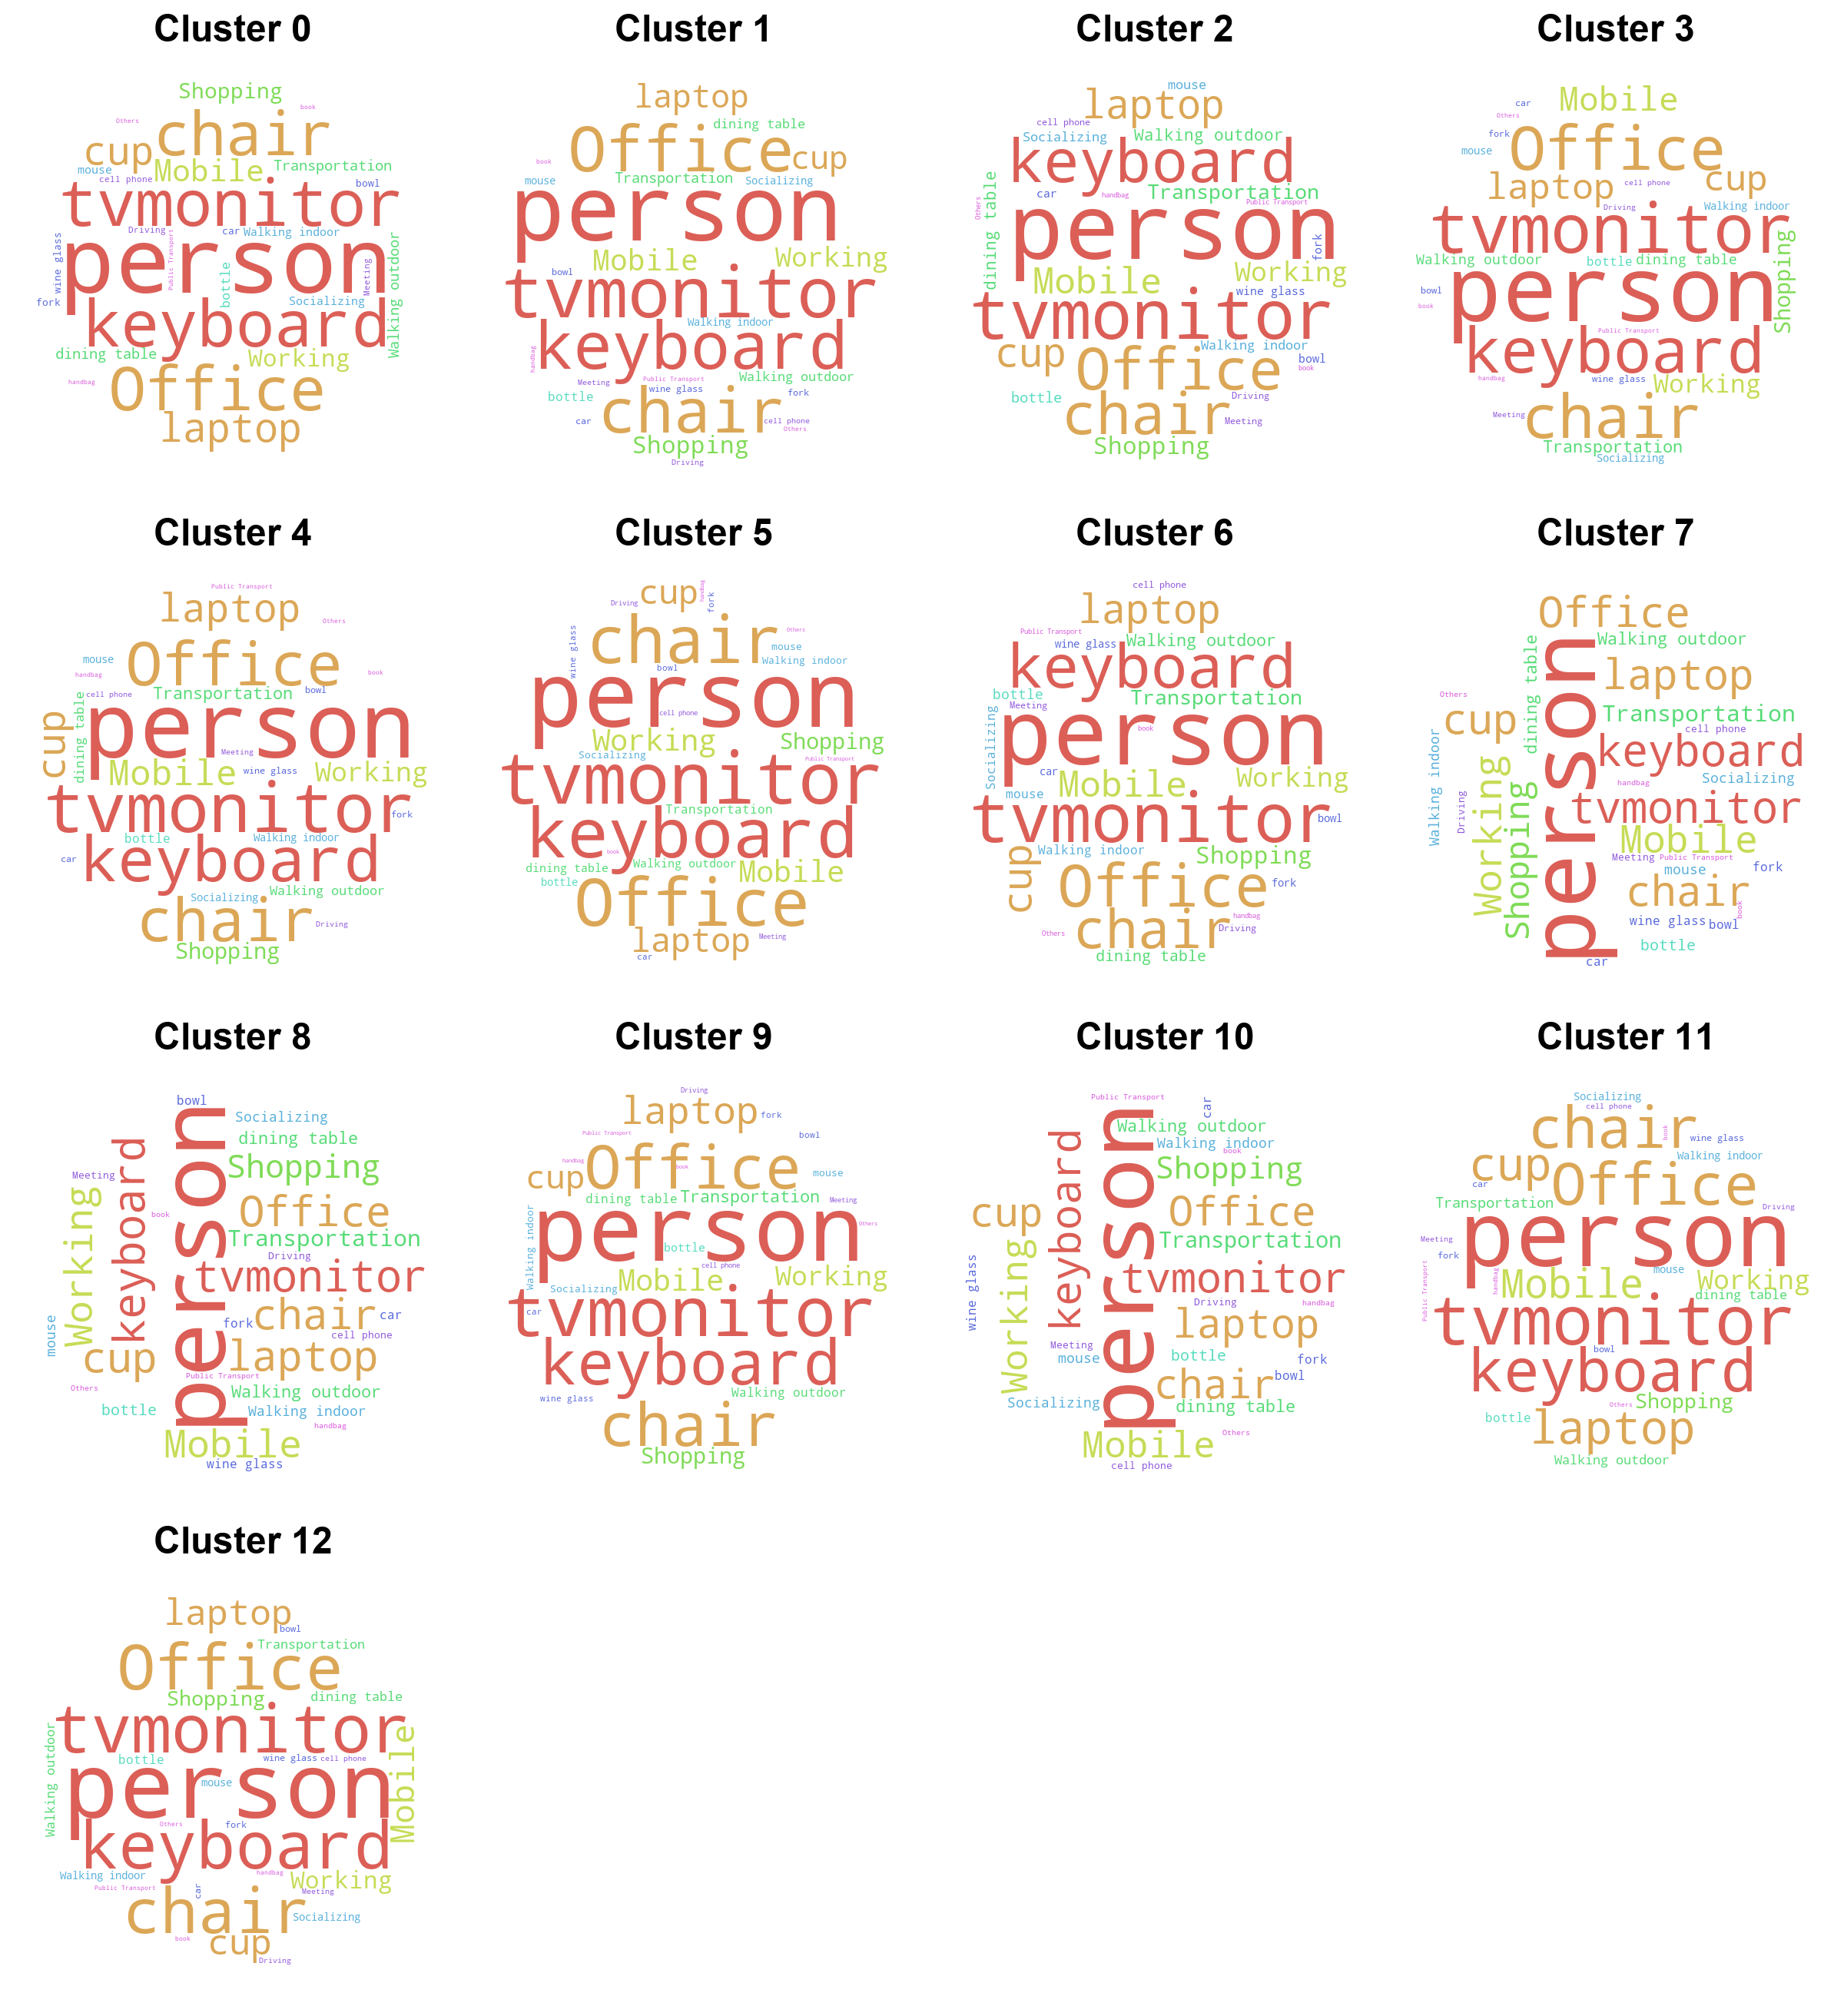 Cluster 0
Shopping
book
Others
chair
cup
Mobile
Transportation
mouse
cell phone
bowl
tvmonitor
Driving
car
Walking indoor
wine glass
person
Public Transport
bottle
Meeting
Walking outdoor
Socializing
fork
keyboard
dining table
Working
handbag
Office
laptop
Cluster 1
laptop
dining table
Office
cup
book
mouse
Transportation
Socializing
person
Mobile
Working
bowl
tvmonitor
Walking indoor
keyboard
handbag
Meeting
Public Transport
Walking outdoor
wine glass
fork
bottle
chair
car
cell phone
Others
Shopping
Driving
Cluster 2
mouse
laptop
cell phone
Socializing
Walking outdoor
keyboard
dining table
Others
car
handbag
Transportation
Public Transport
person
fork
Mobile
Working
wine glass
tvmonitor
cup
Office
Walking indoor
bowl
book
bottle
chair
Driving
Meeting
Shopping
Cluster 3
Mobile
car
Others
fork
Office
mouse
laptop
cell phone
cup
tvmonitor
Driving
Walking indoor
Walking outdoor
bottle
dining table
Shopping
person
bowl
book
Public Transport
keyboard
handbag
wine glass
Working
Meeting
chair
Transportation
Socializing
Cluster 4
Public Transport
laptop
Others
Office
mouse
handbag
book
cell phone
Transportation
bowl
cup
dining table
person
Meeting
Mobile
wine glass
Working
tvmonitor
fork
bottle
Walking indoor
car
keyboard
Socializing
Walking outdoor
chair
Driving
Shopping
Cluster 5
cup
handbag
Driving
fork
chair
Others
wine glass
mouse
Walking indoor
bowl
person
cell phone
Working
Shopping
Socializing
Public Transport
tvmonitor
Transportation
keyboard
book
dining table
Walking outdoor
Mobile
bottle
Office
laptop
Meeting
car
Cluster 6
cell phone
laptop
Public Transport
wine glass
Walking outdoor
keyboard
bottle
Transportation
Meeting
Socializing
person
book
car
Mobile
Working
mouse
tvmonitor
bowl
cup
Walking indoor
Shopping
Office
fork
chair
handbag
Driving
Others
dining table
Cluster 7
Office
Walking outdoor
dining table
person
laptop
Others
cup
Transportation
cell phone
keyboard
Walking indoor
Socializing
Working
handbag
Driving
Shopping
tvmonitor
Mobile
Meeting
Public Transport
mouse
fork
chair
book
wine glass
bowl
bottle
car
Cluster 8
bowl
person
Socializing
dining table
keyboard
Shopping
Meeting
Working
book
Office
Transportation
Driving
tvmonitor
chair
car
fork
cell phone
mouse
cup
laptop
Public Transport
Others
Walking outdoor
bottle
Walking indoor
handbag
Mobile
wine glass
Cluster 9
Driving
laptop
fork
Public Transport
bowl
Office
handbag
book
cup
mouse
dining table
Transportation
Meeting
Walking indoor
person
Others
bottle
cell phone
Mobile
Working
Socializing
car
tvmonitor
keyboard
wine glass
Walking outdoor
chair
Shopping
Cluster 10
Public Transport
car
person
Walking outdoor
keyboard
Walking indoor
book
Shopping
cup
Office
Transportation
Working
wine glass
tvmonitor
Driving
handbag
laptop
Meeting
mouse
bottle
fork
chair
bowl
Socializing
dining table
Mobile
Others
cell phone
Cluster 11
Socializing
cell phone
chair
book
wine glass
cup
Walking indoor
car
Office
Transportation
Driving
person
Meeting
fork
Public Transport
handbag
Mobile
mouse
Working
dining table
tvmonitor
bowl
keyboard
Others
Shopping
bottle
laptop
Walking outdoor
Cluster 12
laptop
bowl
Transportation
Office
Shopping
dining table
tvmonitor
Walking outdoor
Mobile
bottle
wine glass
cell phone
person
mouse
Others
fork
keyboard
Walking indoor
handbag
Working
Public Transport
car
Meeting
chair
Socializing
book
cup
Driving